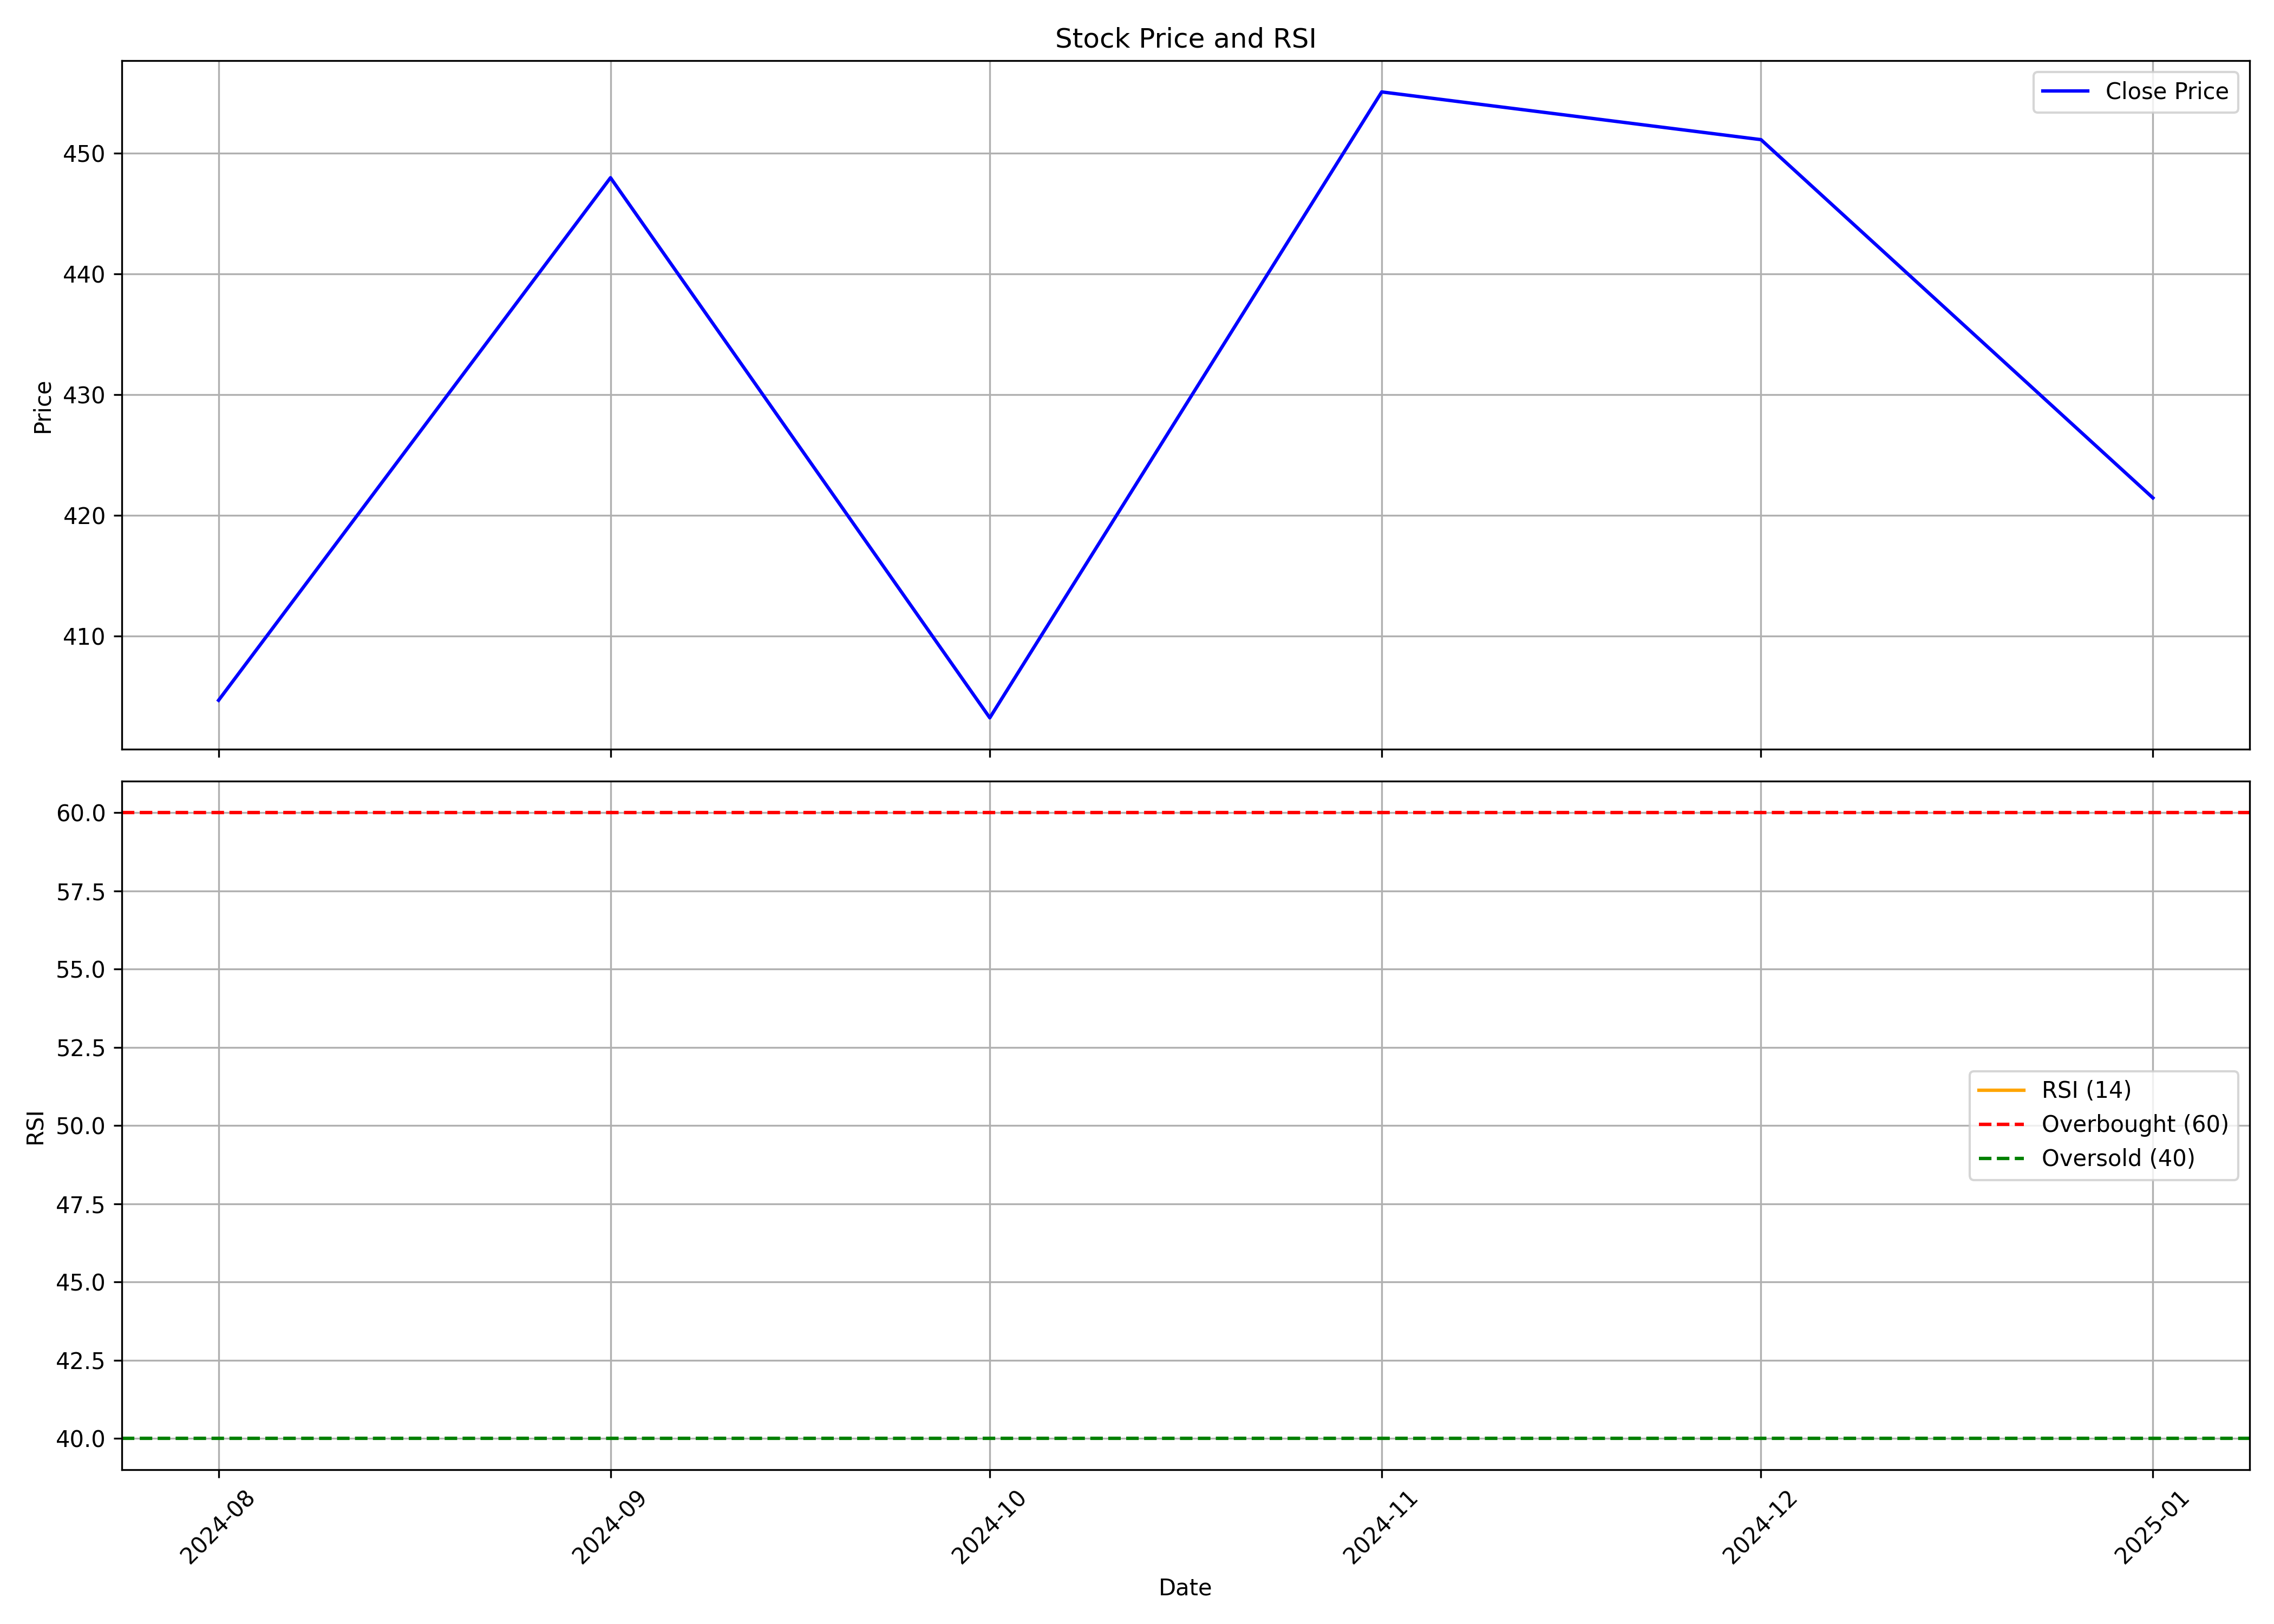 Stock Price and RSI
Close Price
450
440
430
420
410
Price
60.0
57.5
55.0
52.5
50.0
47.5
45.0
42.5
40.0
RSI
RSI (14)
Overbought (60)
Oversold (40)
2024-08
2024-09
2024-10
2024-11
2024-12
2025-01
Date